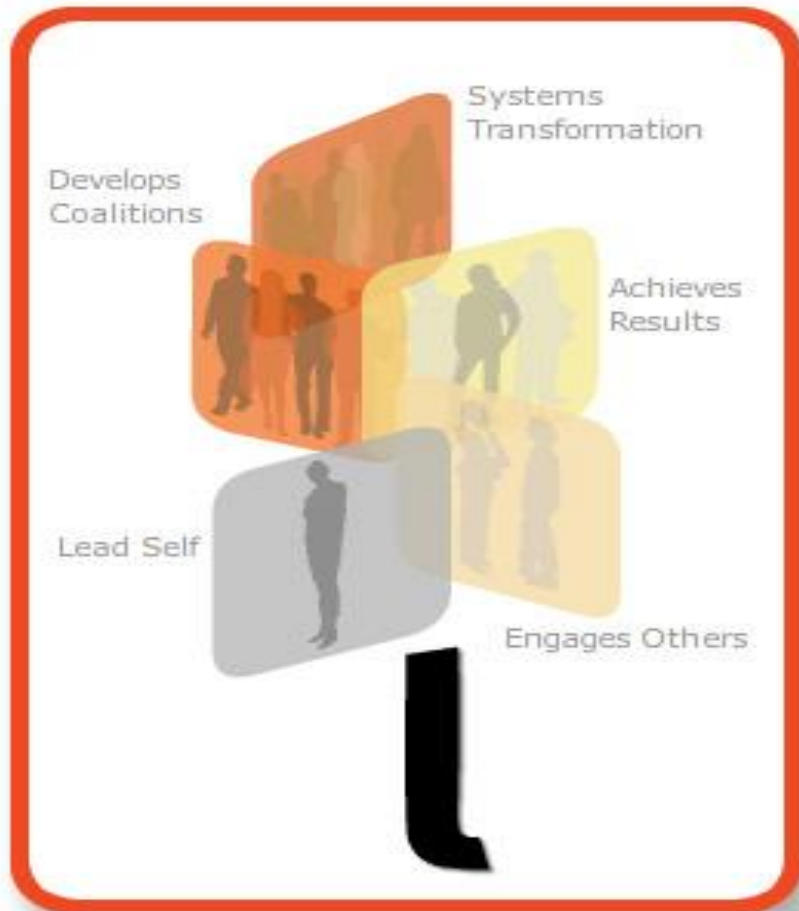 Systems
Transformation
Develops
Coalitions
Achieves
Results
Lead Self
Engages Others